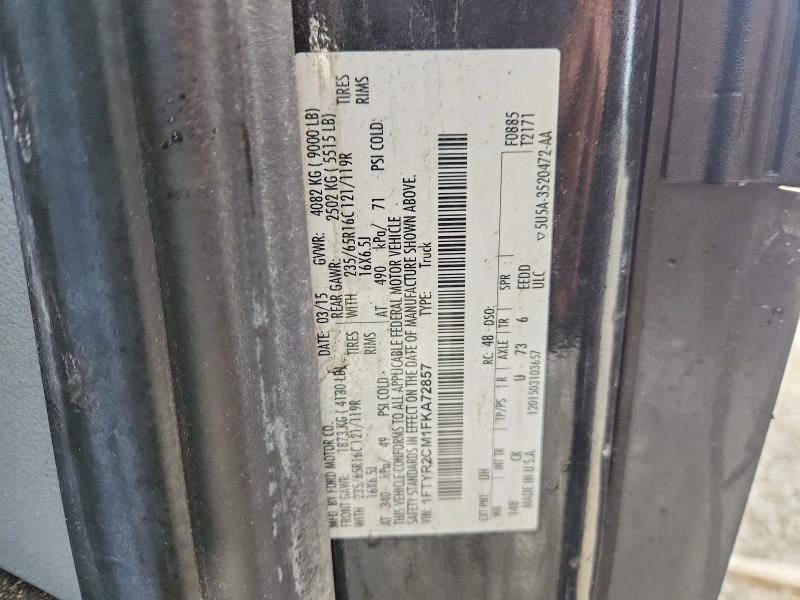 MFD. BY FORD MOTOR CO.
DATE: 03/15 GVWR: 4082 KG ( 9000 LB)
FRONT GAWR: 1873 KG ( 4130 LB) REAR GAWR: 2502 KG ( 5515 LB)
WITH 235/65R16C 121/119R TIRES WITH 235/65R16C 121/119R TIRES
16X6.5J RIMS 16X6.5J RIMS
AT 340 kPa/ 49 PSI COLD: AT 490 kPa/ 71 PSI COLD:
THIS VEHICLE CONFORMS TO ALL APPLICABLE FEDERAL MOTOR VEHICLE
SAFETY STANDARDS IN EFFECT ON THE DATE OF MANUFACTURE SHOWN ABOVE.
VIN: 1FTYR2CM1FKA72857 TYPE: Truck
EXT PNT: UH RC: 48 DSO: F0885
T2171
WB INT TR TP/PS R AXLE TR SPR
148 CK U 73 6 EEDD
MADE IN U.S.A. ULC
1201503103657 ▽5U5A-3520472-AA